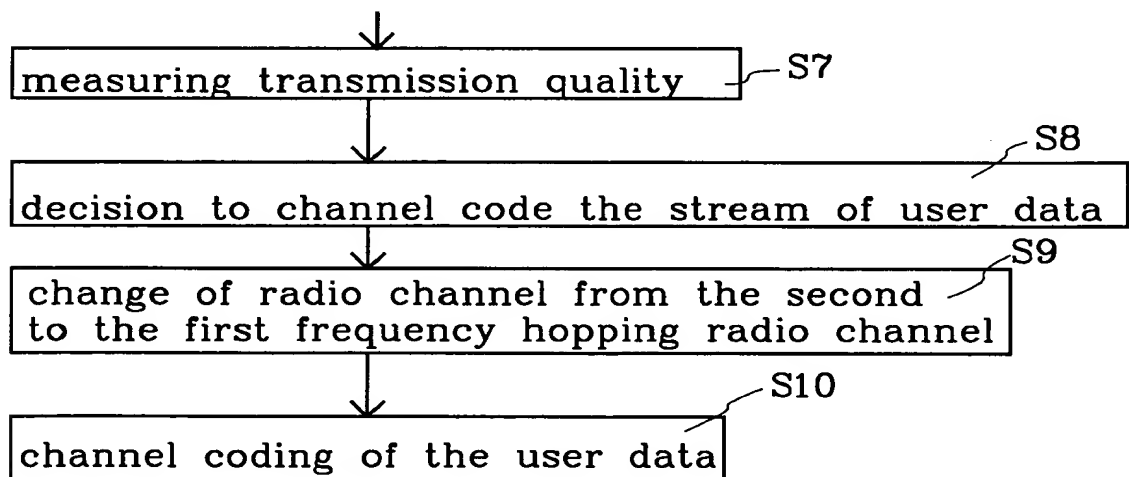 measuring transmission quality
S7
S8
decision to channel code the stream of user data
S9
change of radio channel from the second
to the first frequency hopping radio channel
S10
channel coding of the user data